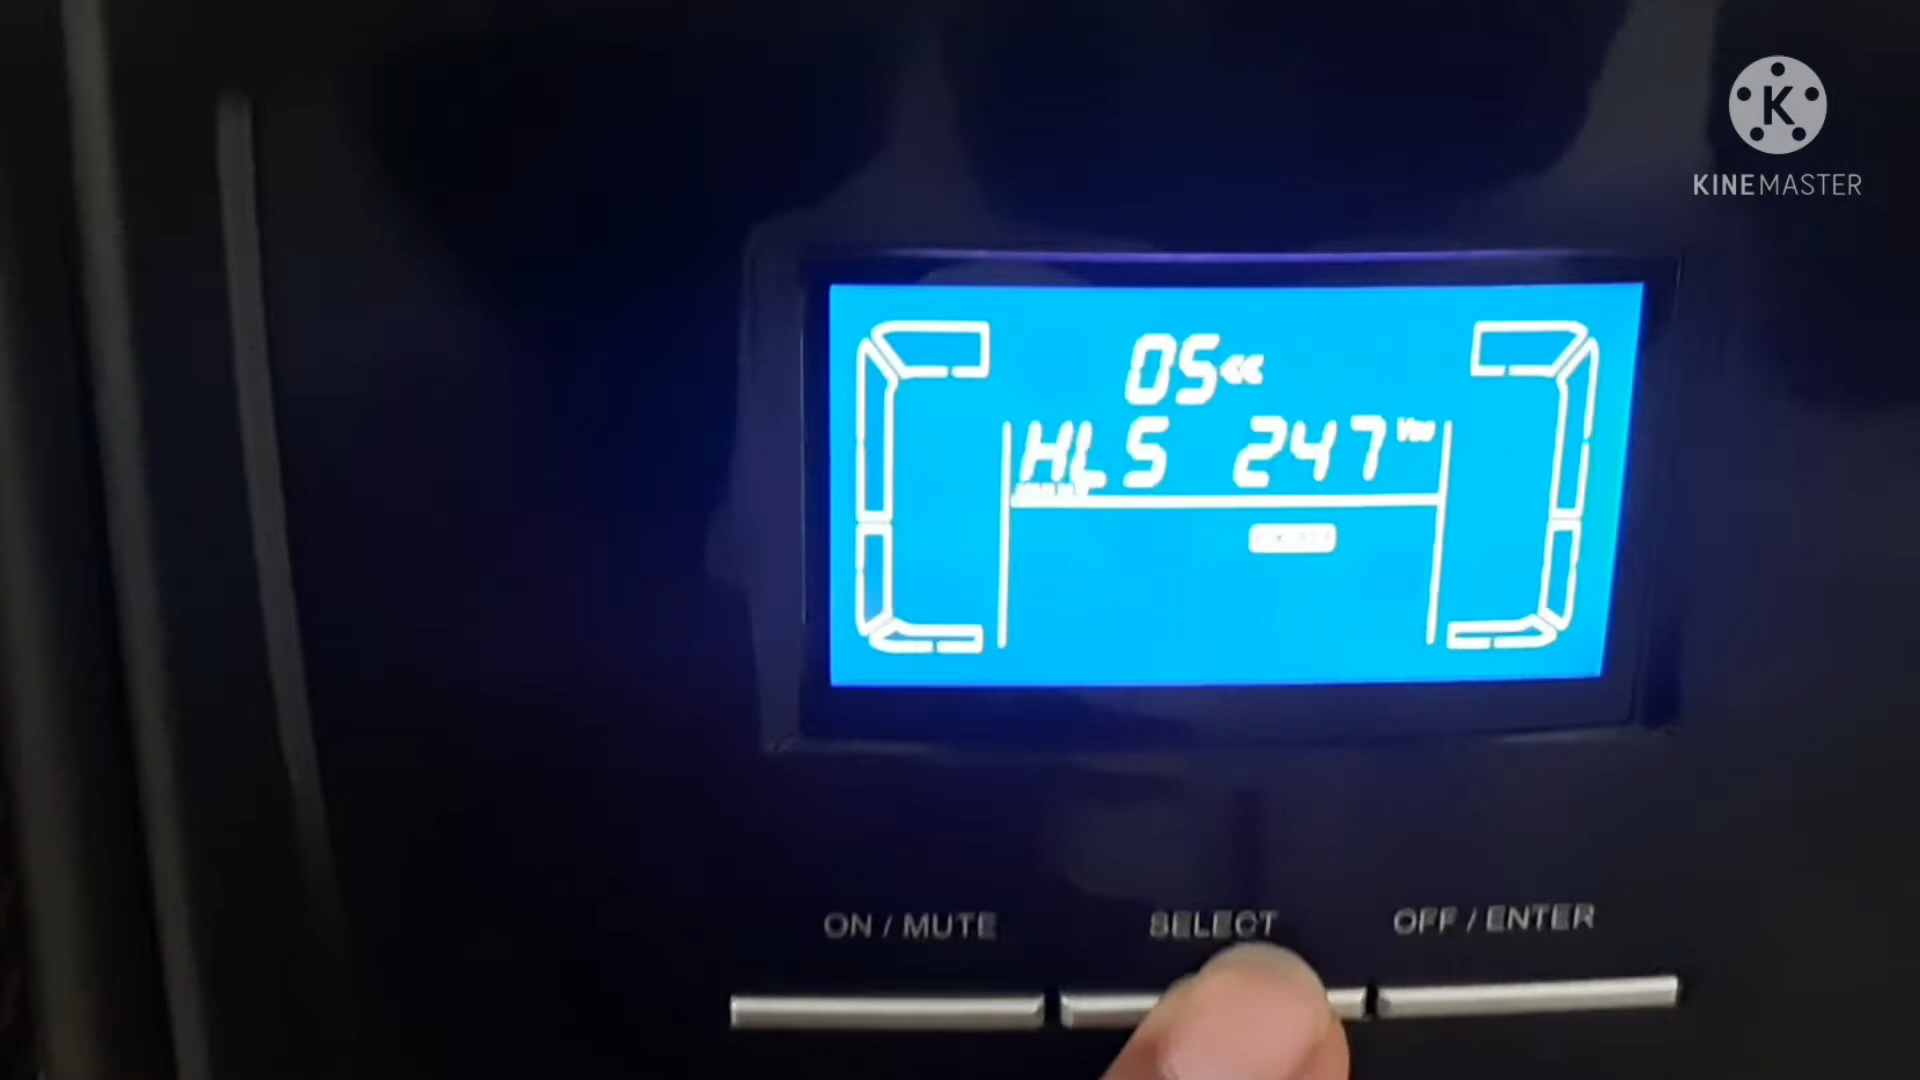 KINEMASTER
05
HLS 247
ON / MUTE
SELECT
OFF / ENTER